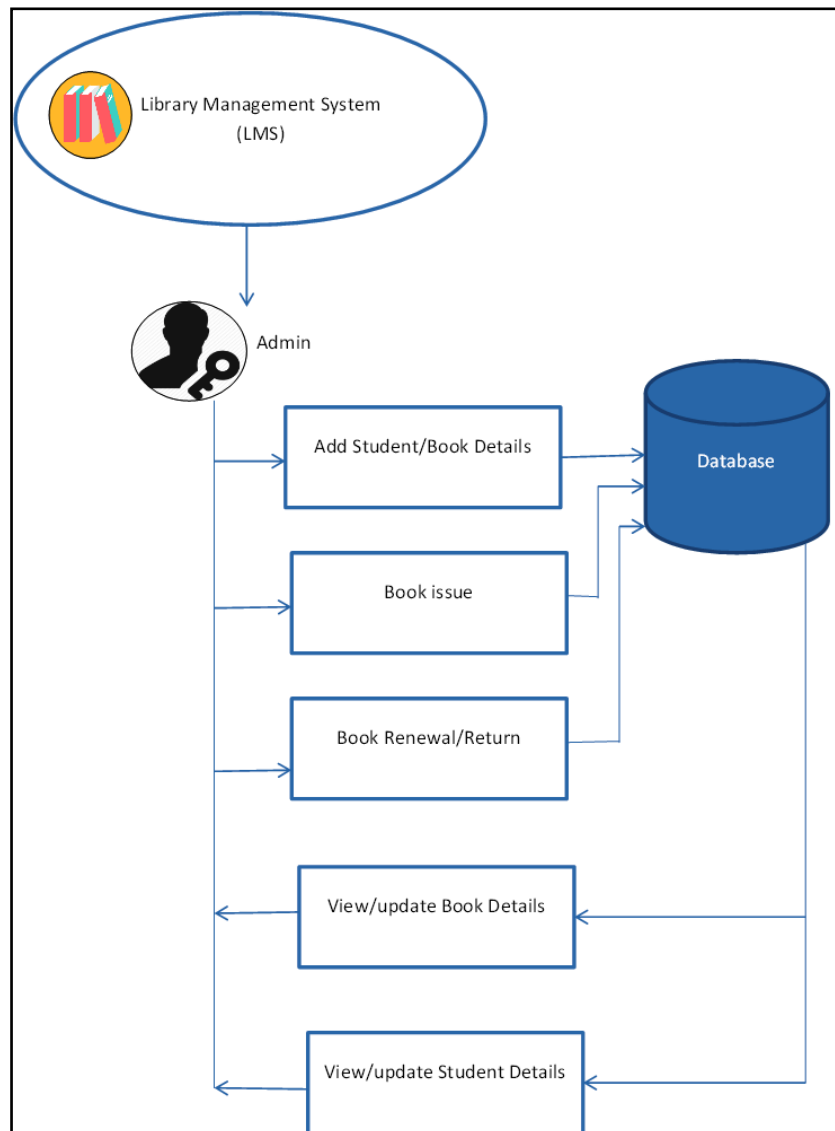 Library Management System
(LMS)
Admin
Add Student/Book Details
Database
Book issue
Book Renewal/Return
View/update Book Details
View/update Student Details